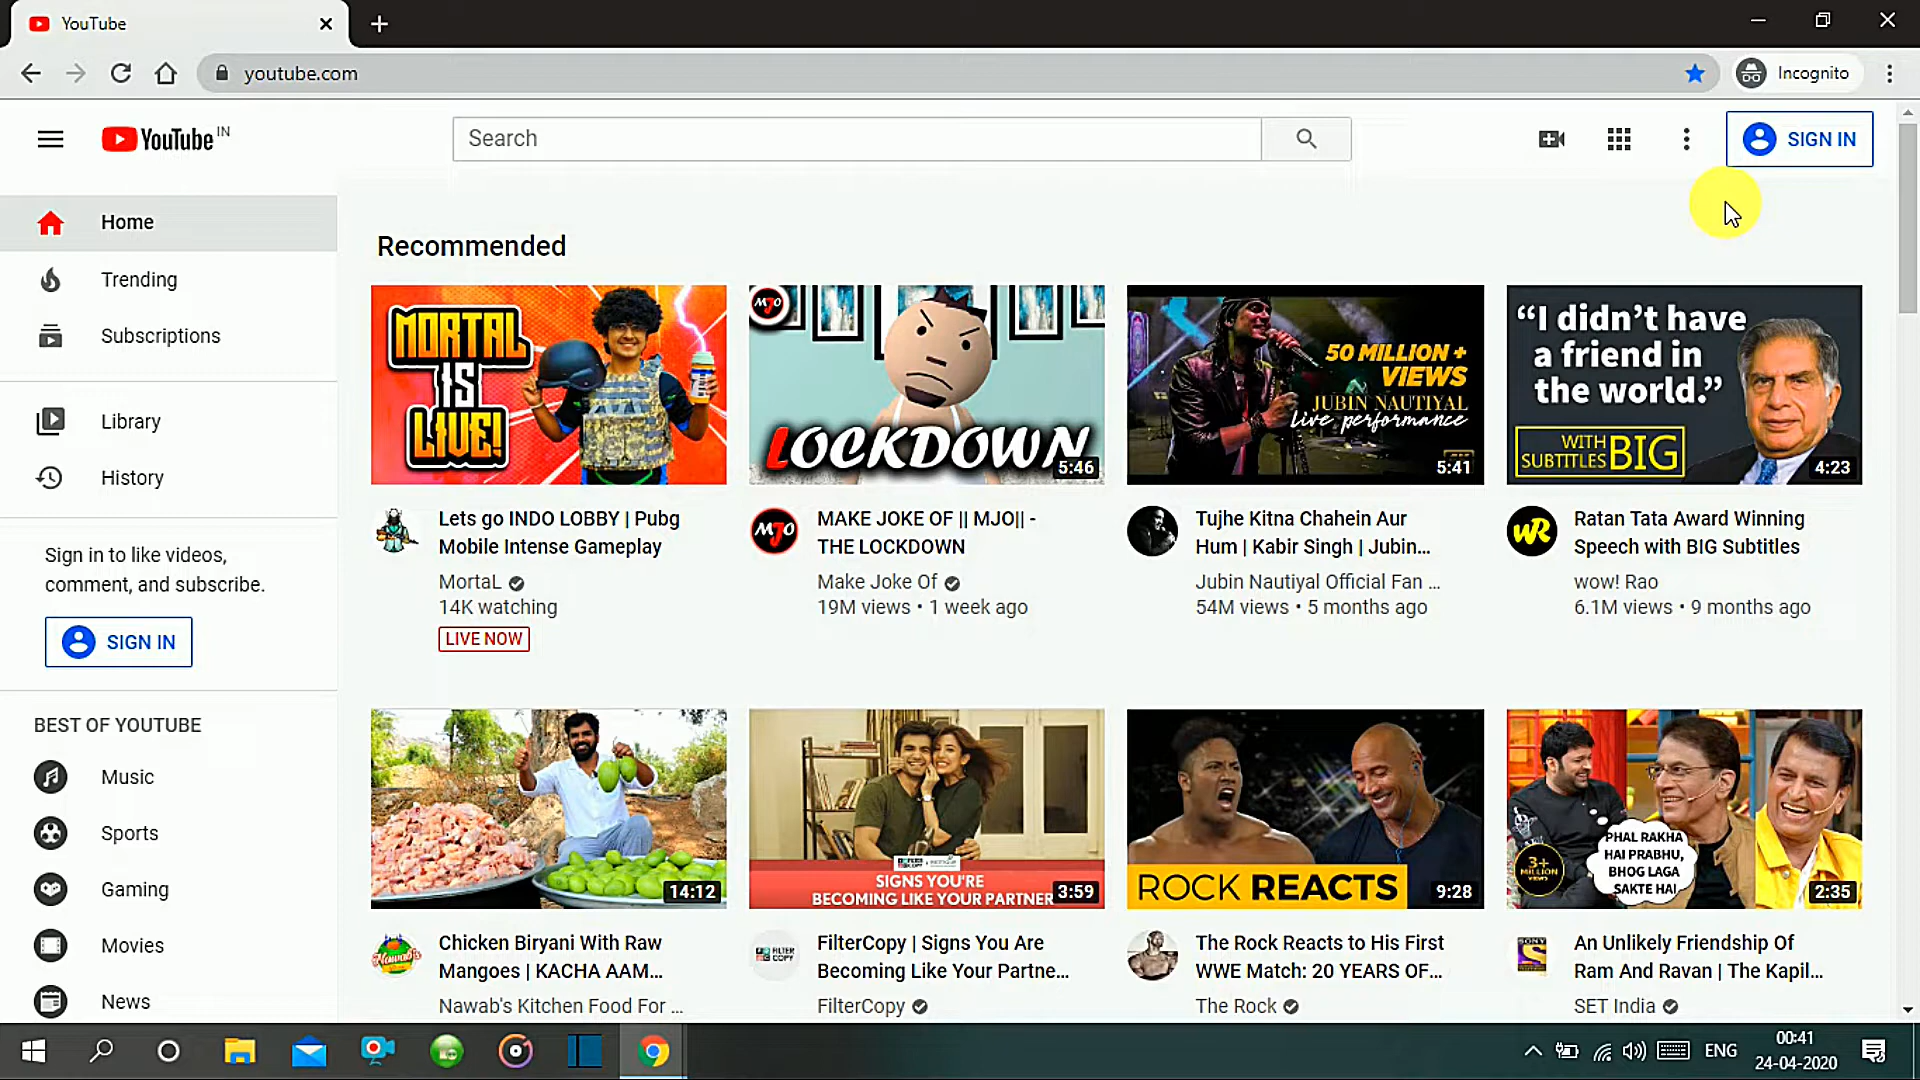 YouTube
youtube.com
Incognito
YouTube IN
Search
SIGN IN
Home
Trending
Subscriptions
Library
History
Sign in to like videos,
comment, and subscribe.
SIGN IN
BEST OF YOUTUBE
Music
Sports
Gaming
Movies
News
Recommended
MORTAL
IS
LIVE!
Lets go INDO LOBBY | Pubg
Mobile Intense Gameplay
MortaL
14K watching
LIVE NOW
MJO
LOCKDOWN
5:46
MJO
MAKE JOKE OF || MJO|| -
THE LOCKDOWN
Make Joke Of
19M views • 1 week ago
50 MILLION +
VIEWS
JUBIN NAUTIYAL
Live performance
5:41
Tujhe Kitna Chahein Aur
Hum | Kabir Singh | Jubin...
Jubin Nautiyal Official Fan ...
54M views • 5 months ago
“I didn’t have
a friend in
the world.”
WITH
SUBTITLES BIG
4:23
WR
Ratan Tata Award Winning
Speech with BIG Subtitles
wow! Rao
6.1M views • 9 months ago
14:12
Nawab's
Chicken Biryani With Raw
Mangoes | KACHA AAM...
Nawab's Kitchen Food For ...
SIGNS YOU'RE
BECOMING LIKE YOUR PARTNER
3:59
FILTER
COPY
FilterCopy | Signs You Are
Becoming Like Your Partne...
FilterCopy
ROCK REACTS
9:28
The Rock Reacts to His First
WWE Match: 20 YEARS OF...
The Rock
3+
MILLION
VIEWS
PHAL RAKHA
HAI PRABHU,
BHOG LAGA
SAKTE HAI
2:35
SONY
S
An Unlikely Friendship Of
Ram And Ravan | The Kapil...
SET India
ENG
00:41
24-04-2020